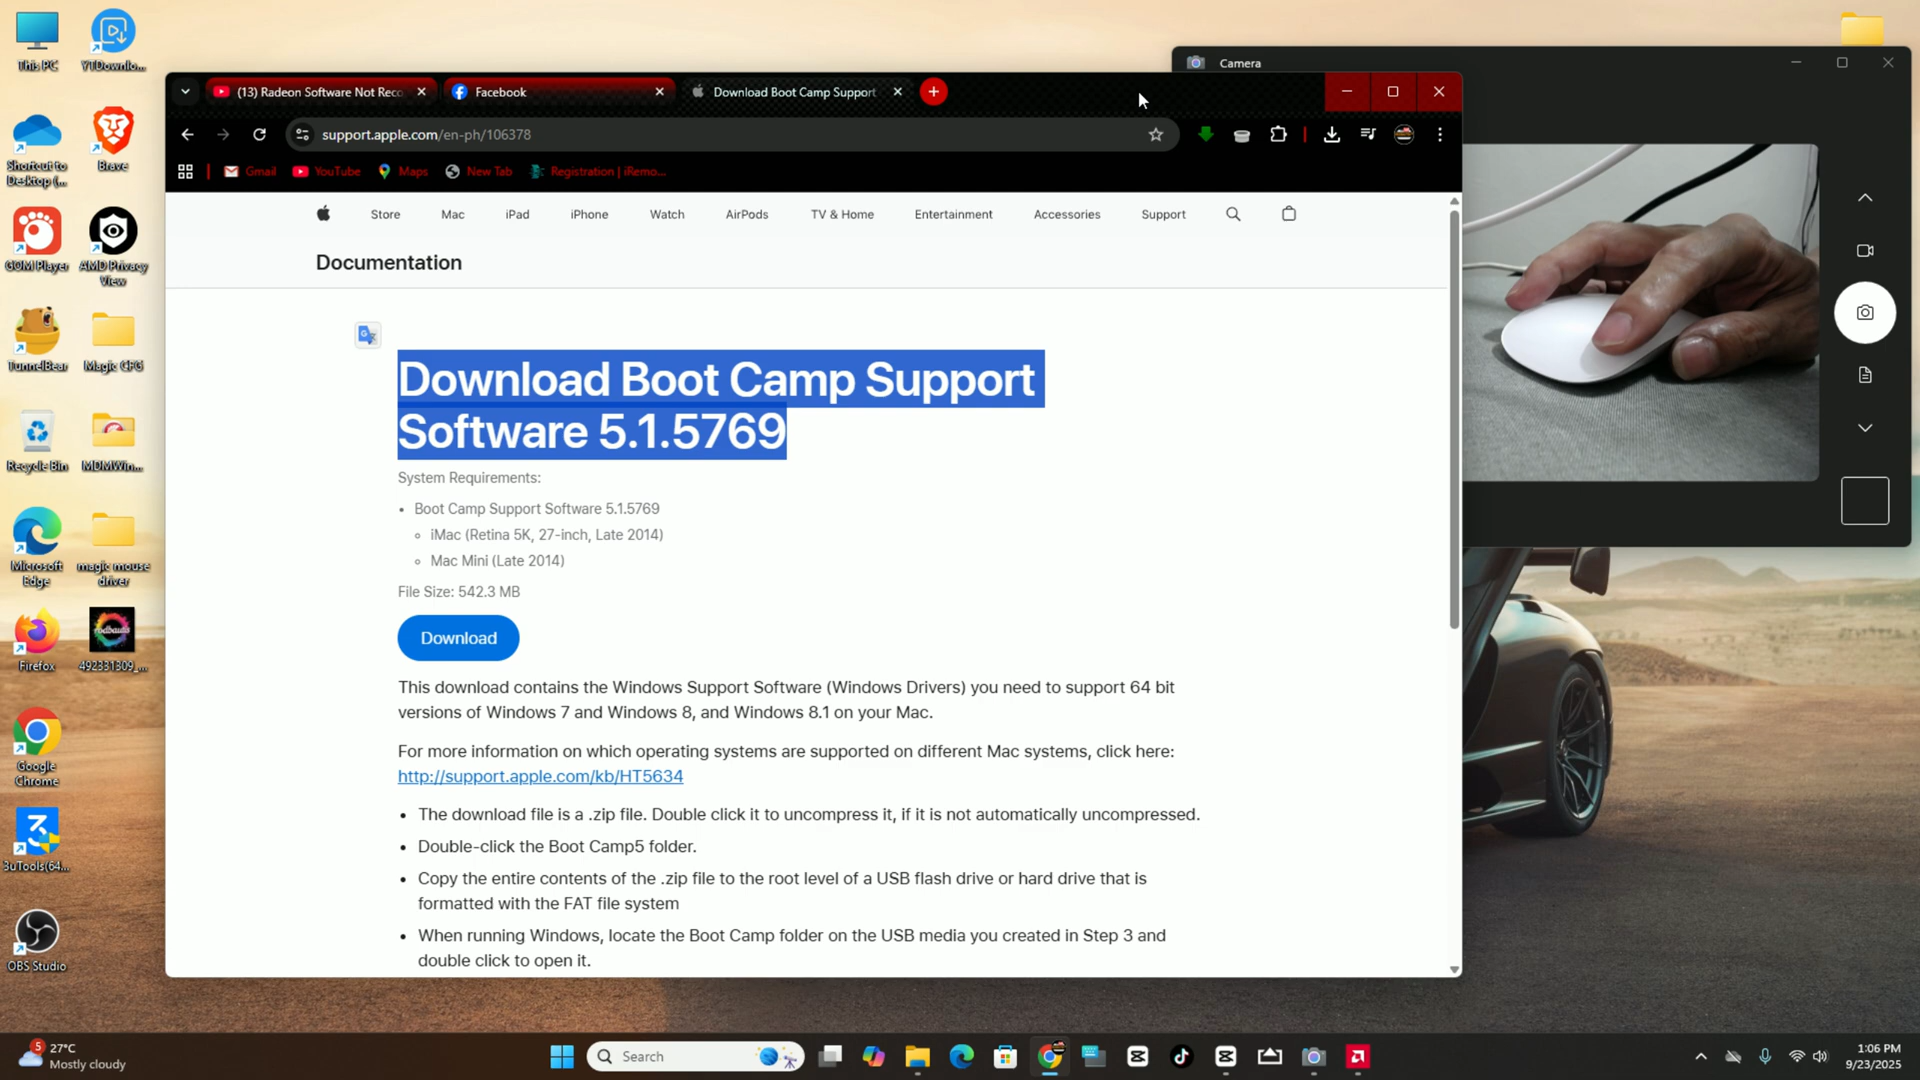 This PC
YTDownlo...
Shortcut to
Desktop (...
Brave
GOM Player
AMD Privacy
View
TunnelBear
Magic CFG
Recycle Bin
MDMWin...
Microsoft
Edge
magic mouse
driver
Firefox
492331309_...
Google
Chrome
3uTools(64...
OBS Studio
Camera
(13) Radeon Software Not Reco
Facebook
Download Boot Camp Support
support.apple.com/en-ph/106378
Gmail
YouTube
Maps
New Tab
Registration | iRemo...
Store
Mac
iPad
iPhone
Watch
AirPods
TV & Home
Entertainment
Accessories
Support
Documentation
Download Boot Camp Support
Software 5.1.5769
System Requirements:
• Boot Camp Support Software 5.1.5769
◦ iMac (Retina 5K, 27-inch, Late 2014)
◦ Mac Mini (Late 2014)
File Size: 542.3 MB
Download
This download contains the Windows Support Software (Windows Drivers) you need to support 64 bit
versions of Windows 7 and Windows 8, and Windows 8.1 on your Mac.
For more information on which operating systems are supported on different Mac systems, click here:
http://support.apple.com/kb/HT5634
• The download file is a .zip file. Double click it to uncompress it, if it is not automatically uncompressed.
• Double-click the Boot Camp5 folder.
• Copy the entire contents of the .zip file to the root level of a USB flash drive or hard drive that is
formatted with the FAT file system
• When running Windows, locate the Boot Camp folder on the USB media you created in Step 3 and
double click to open it.
5
27°C
Mostly cloudy
Search
1:06 PM
9/23/2025